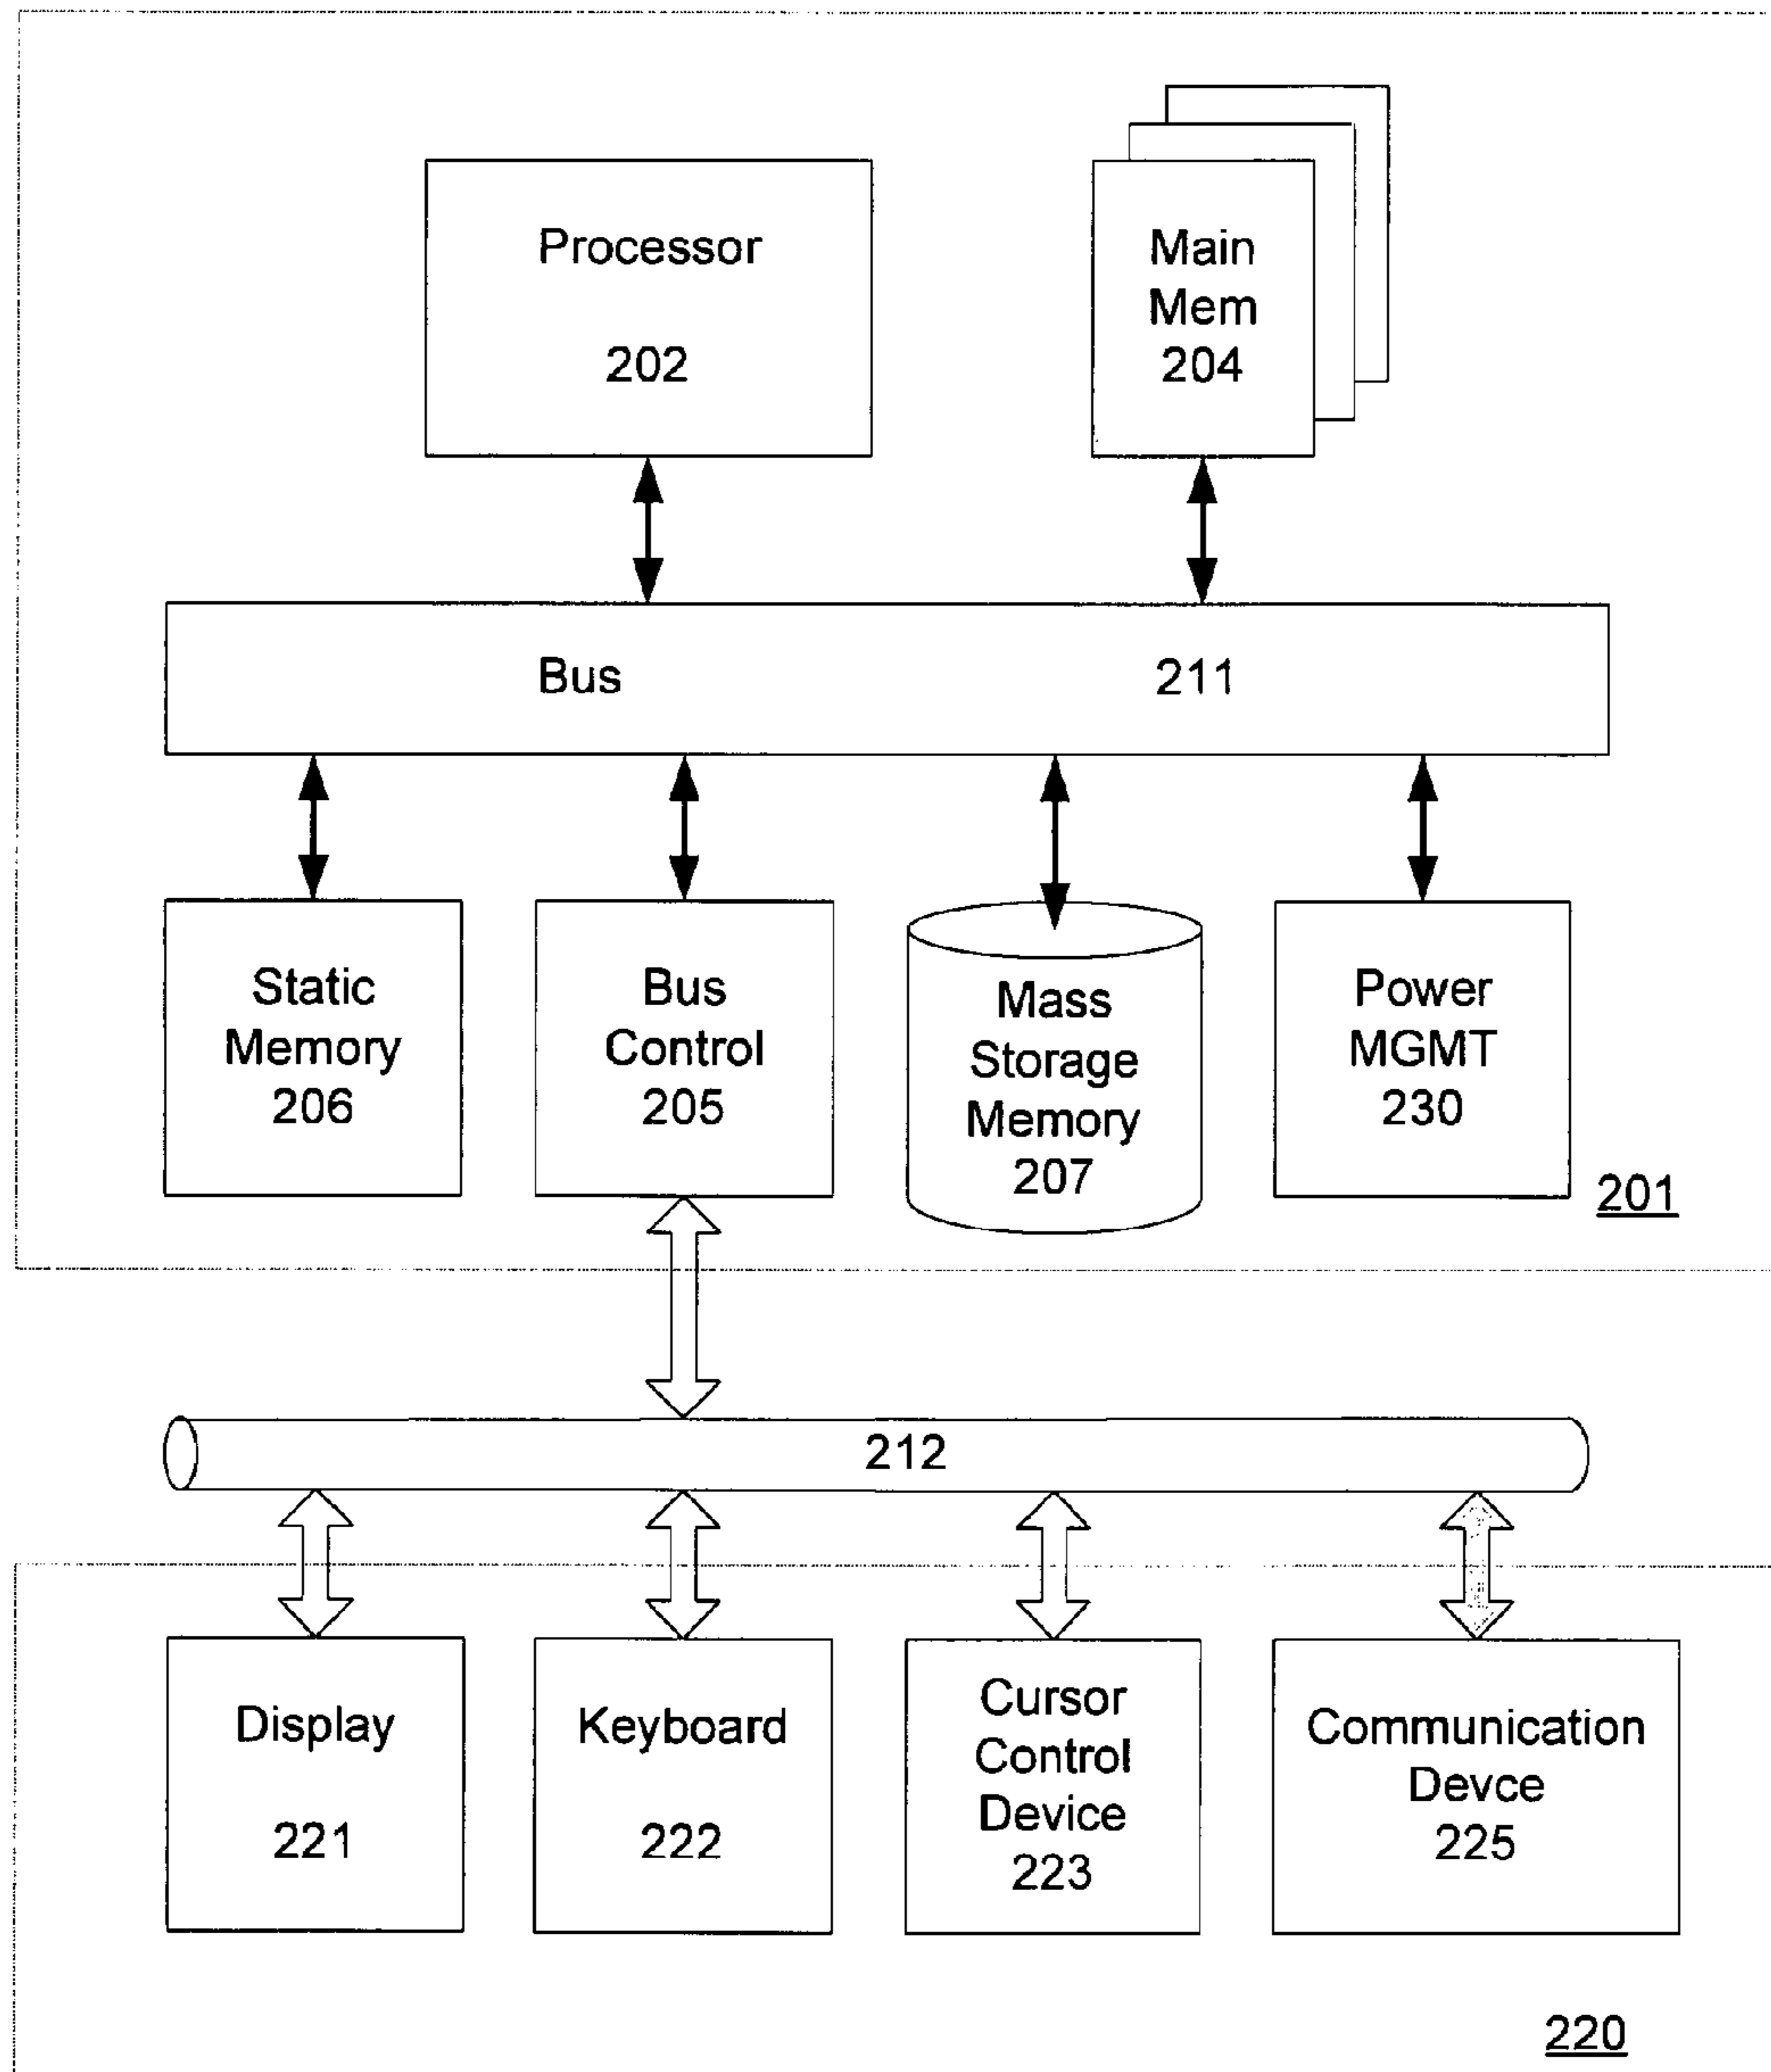 Processor
202
Main
Mem
204
Bus 211
Static
Memory
206
Bus
Control
205
Mass
Storage
Memory
207
Power
MGMT
230
201
212
Display
221
Keyboard
222
Cursor
Control
Device
223
Communication
Devce
225
220